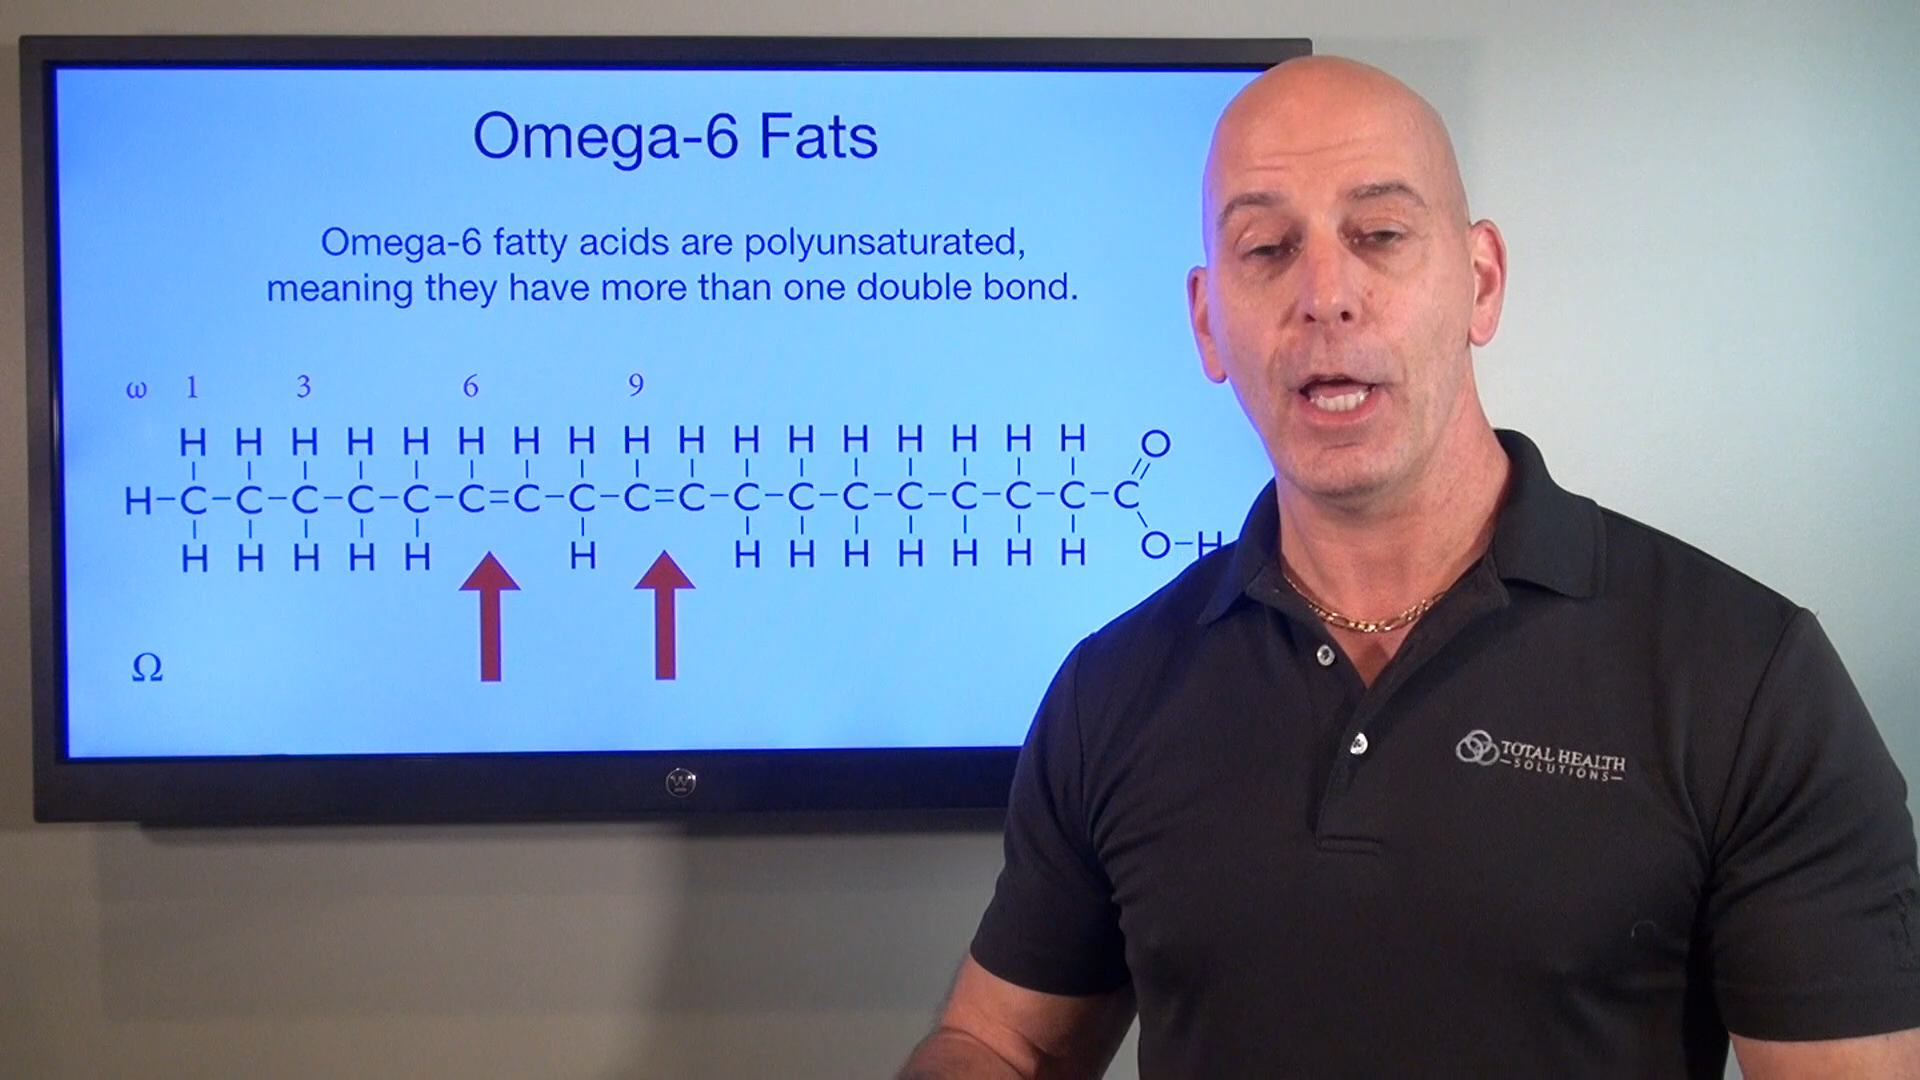 Omega-6 Fats
Omega-6 fatty acids are polyunsaturated,
meaning they have more than one double bond.
ω 1 3 6 9
H H H H H H H H H H H H H H H H H O
H-C-C-C-C-C-C=C-C-C=C-C-C-C-C-C-C-C-C
H H H H H H H H H H H H H O-H
Ω
W
TOTAL HEALTH
-SOLUTIONS-